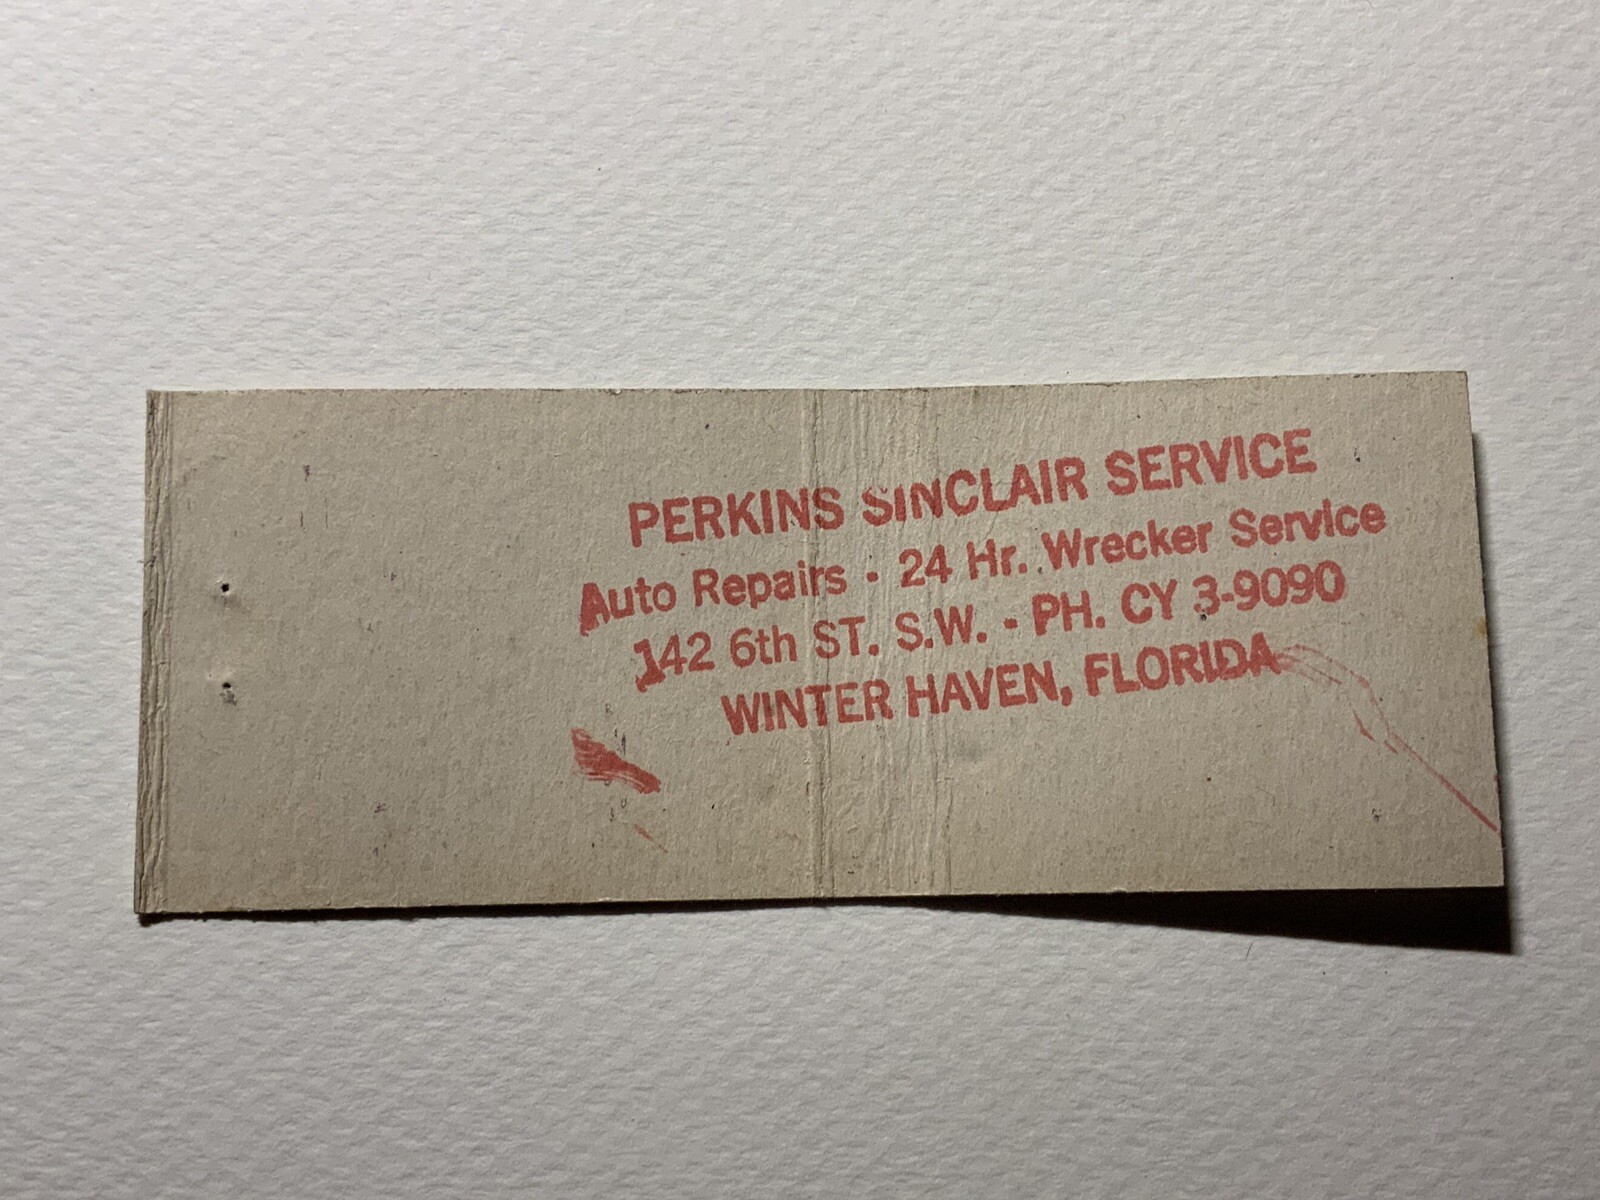 PERKINS SINCLAIR SERVICE
Auto Repairs - 24 Hr. Wrecker Service
142 6th ST. S.W. - PH. CY 3-9090
WINTER HAVEN, FLORIDA